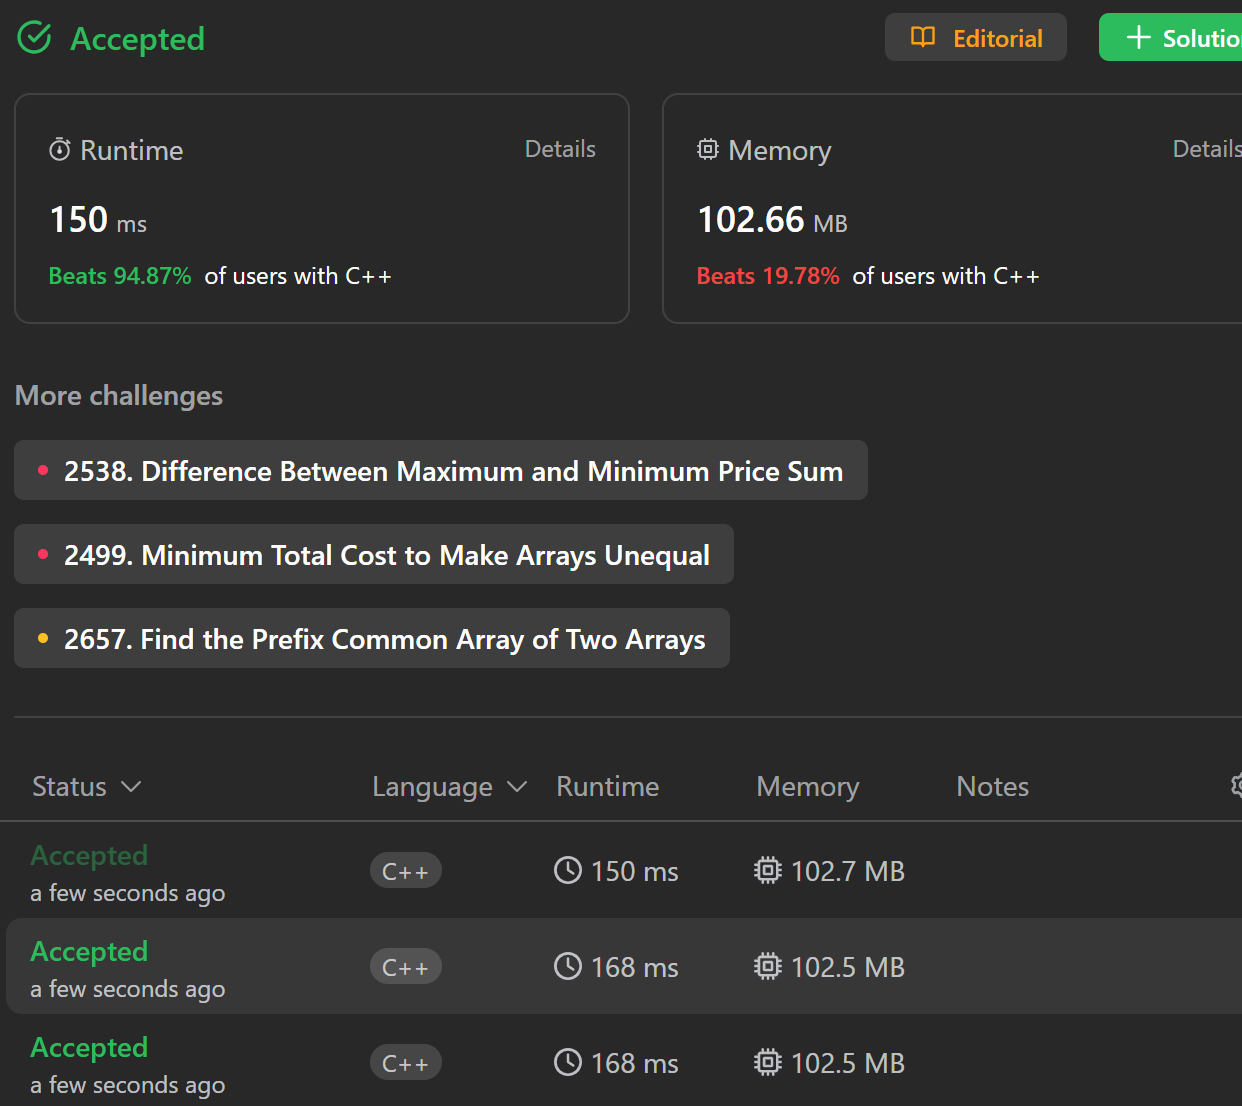 Accepted
Editorial
Solutio
Runtime
Details
150 ms
Beats 94.87% of users with C++
Memory
Details
102.66 MB
Beats 19.78% of users with C++
More challenges
2538. Difference Between Maximum and Minimum Price Sum
2499. Minimum Total Cost to Make Arrays Unequal
2657. Find the Prefix Common Array of Two Arrays
Status Language Runtime Memory Notes
Accepted
a few seconds ago
C++ 150 ms 102.7 MB
Accepted
a few seconds ago
C++ 168 ms 102.5 MB
Accepted
a few seconds ago
C++ 168 ms 102.5 MB